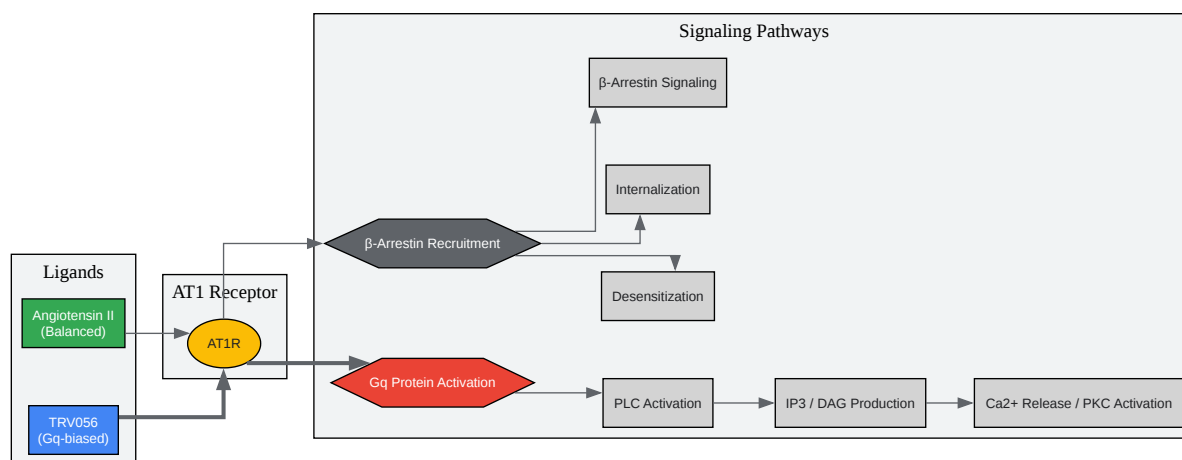 Signaling Pathways
β-Arrestin Signaling
Internalization
β-Arrestin Recruitment
Desensitization
Ligands
Angiotensin II
(Balanced)
TRV056
(Gq-biased)
AT1 Receptor
AT1R
Gq Protein Activation
PLC Activation
IP3 / DAG Production
Ca2+ Release / PKC Activation